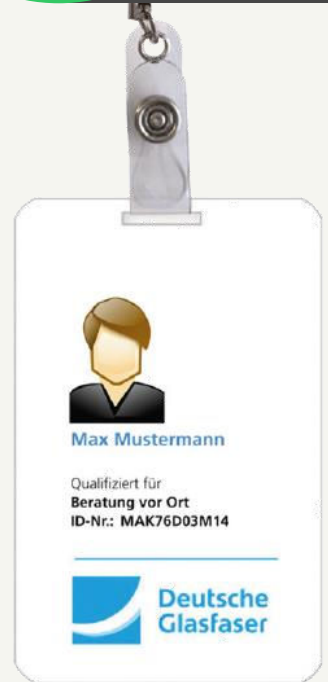 Max Mustermann
Qualifiziert für
Beratung vor Ort
ID-Nr.: MAK76D03M14
Deutsche
Glasfaser